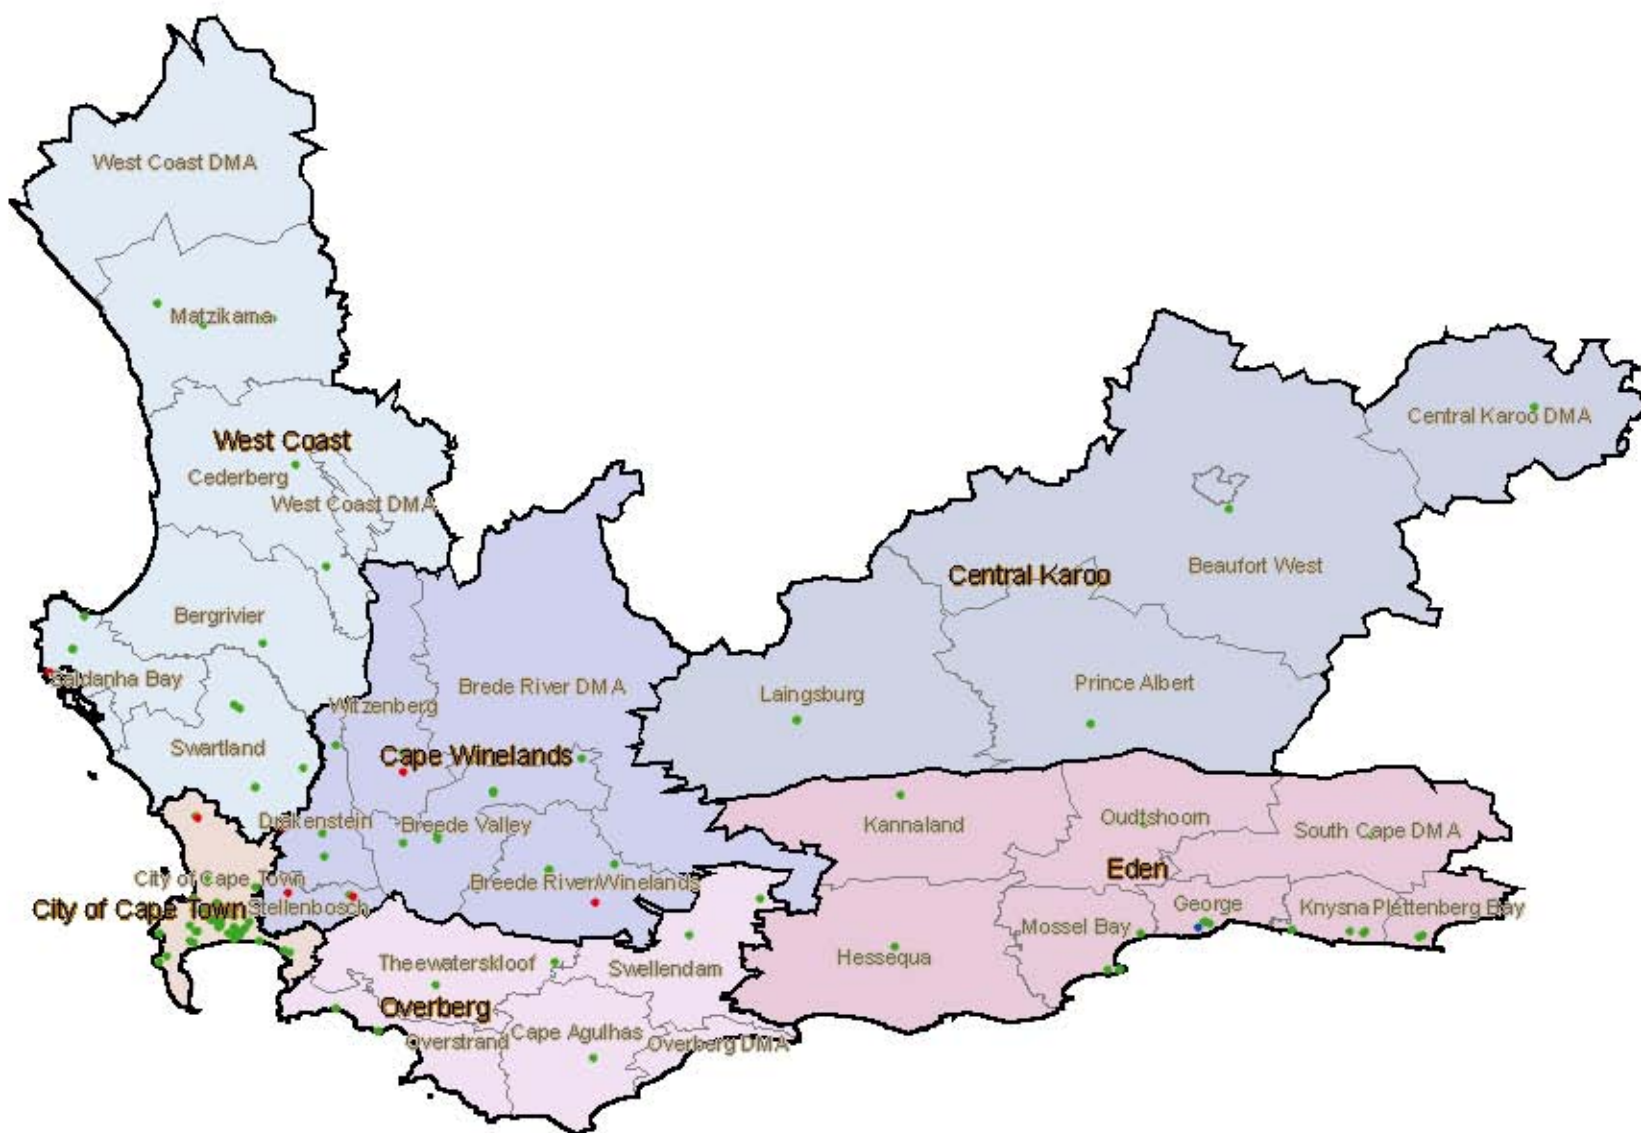 West Coast DMA
Matzikama
West Coast
Cederberg
West Coast DMA
Central Karoo DMA
Central Karoo
Beaufort West
Bergrivier
Saldanha Bay
Brede River DMA
Laingsburg
Prince Albert
Witzenberg
Swartland
Cape Winelands
Drakenstein
Breede Valley
Kannaland
Oudtshoorn
South Cape DMA
Eden
City of Cape Town
Breede River/Winelands
City of Cape Town
Stellenbosch
George
Knysna
Plettenberg Bay
Mossel Bay
Hessequa
Theewaterskloof
Swellendam
Overberg
Overstrand
Cape Agulhas
Overberg DMA